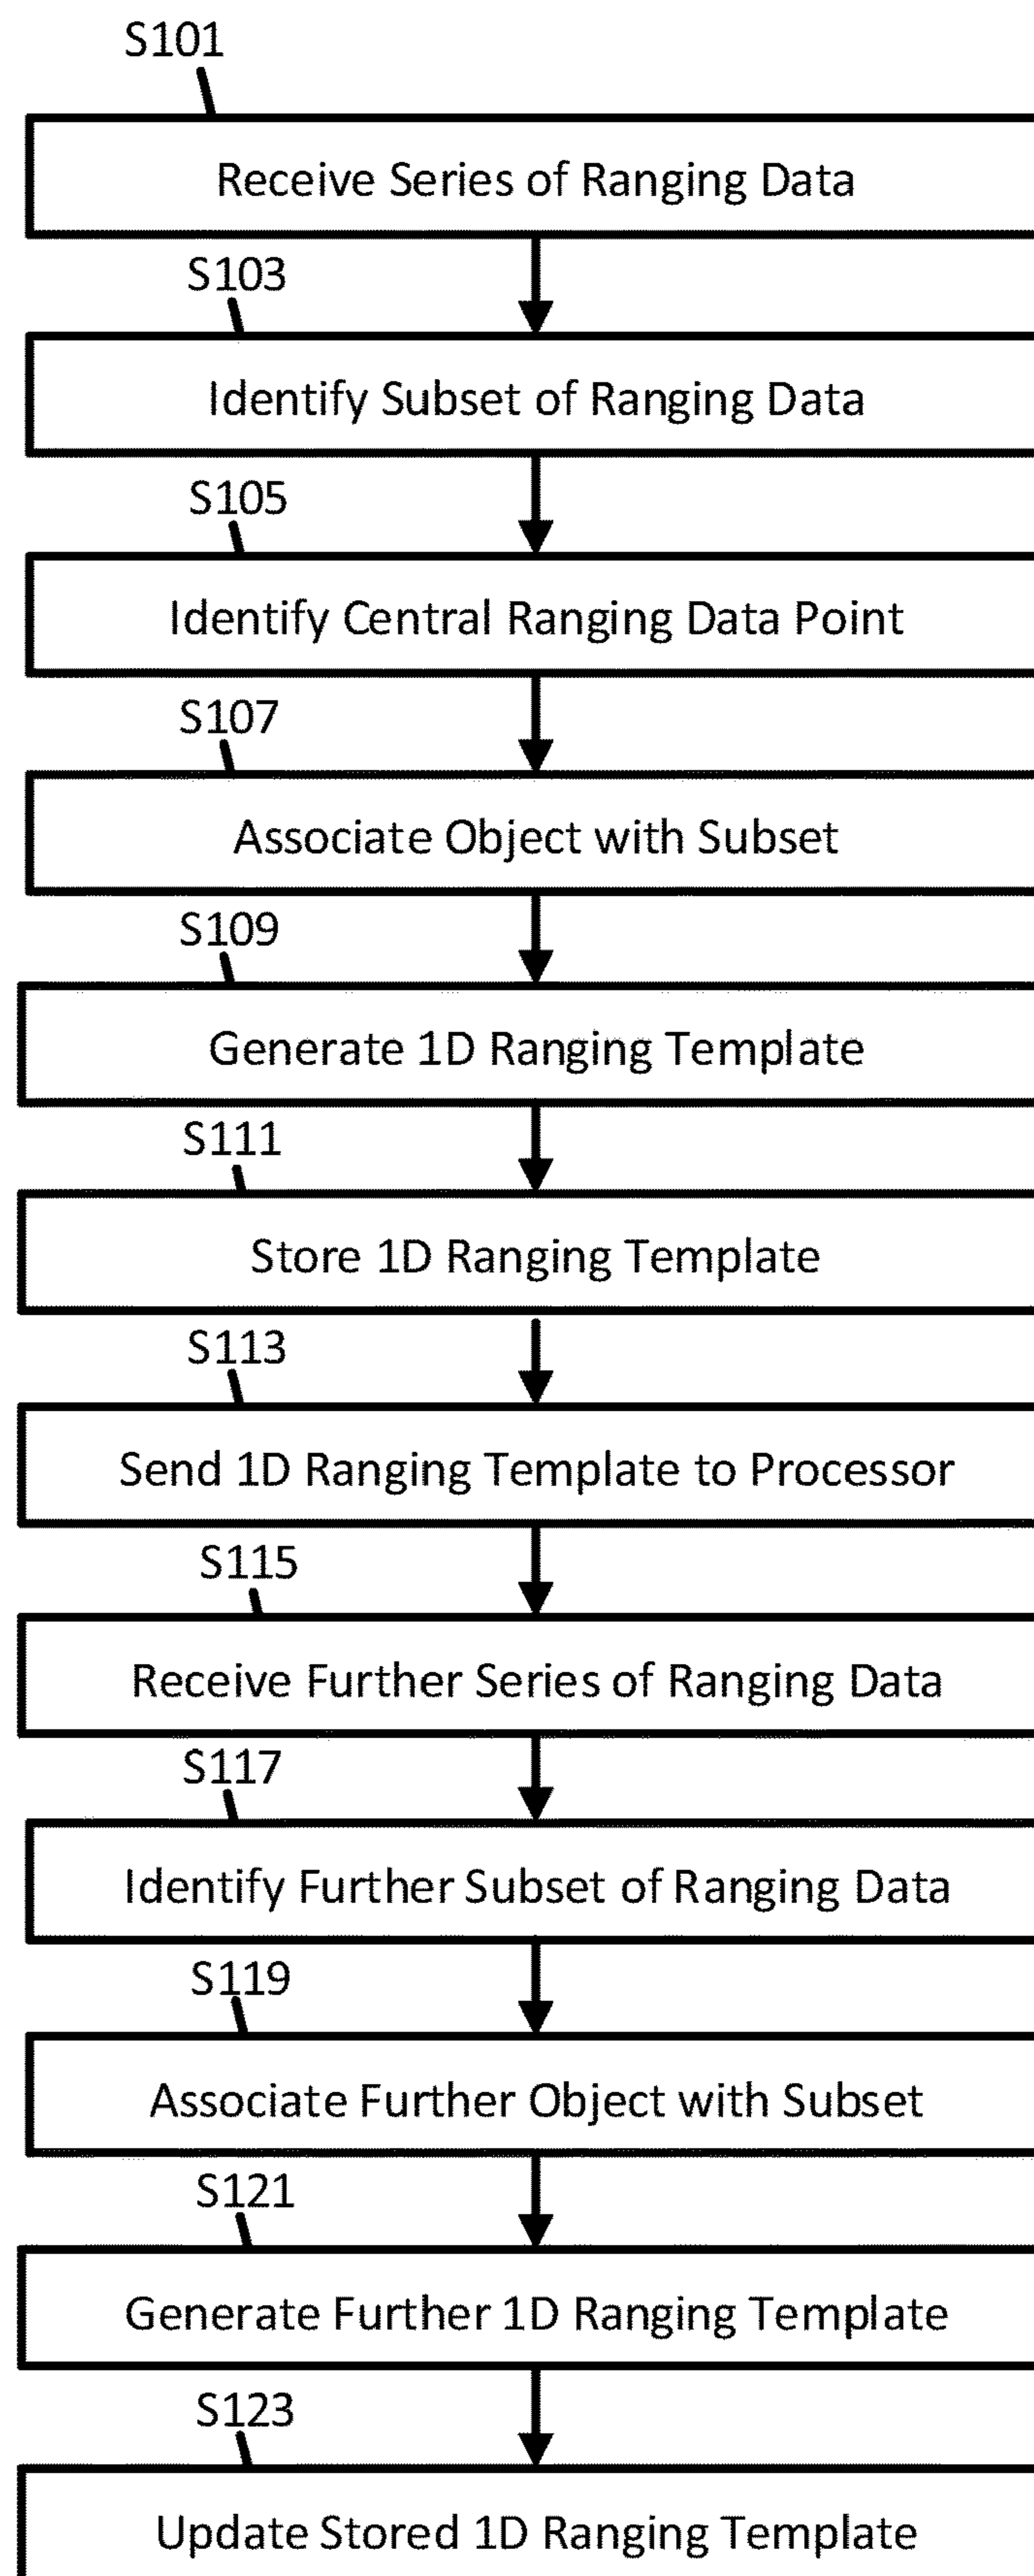 S101
Receive Series of Ranging Data
S103
Identify Subset of Ranging Data
S105
Identify Central Ranging Data Point
S107
Associate Object with Subset
S109
Generate 1D Ranging Template
S111
Store 1D Ranging Template
S113
Send 1D Ranging Template to Processor
S115
Receive Further Series of Ranging Data
S117
Identify Further Subset of Ranging Data
S119
Associate Further Object with Subset
S121
Generate Further 1D Ranging Template
S123
Update Stored 1D Ranging Template